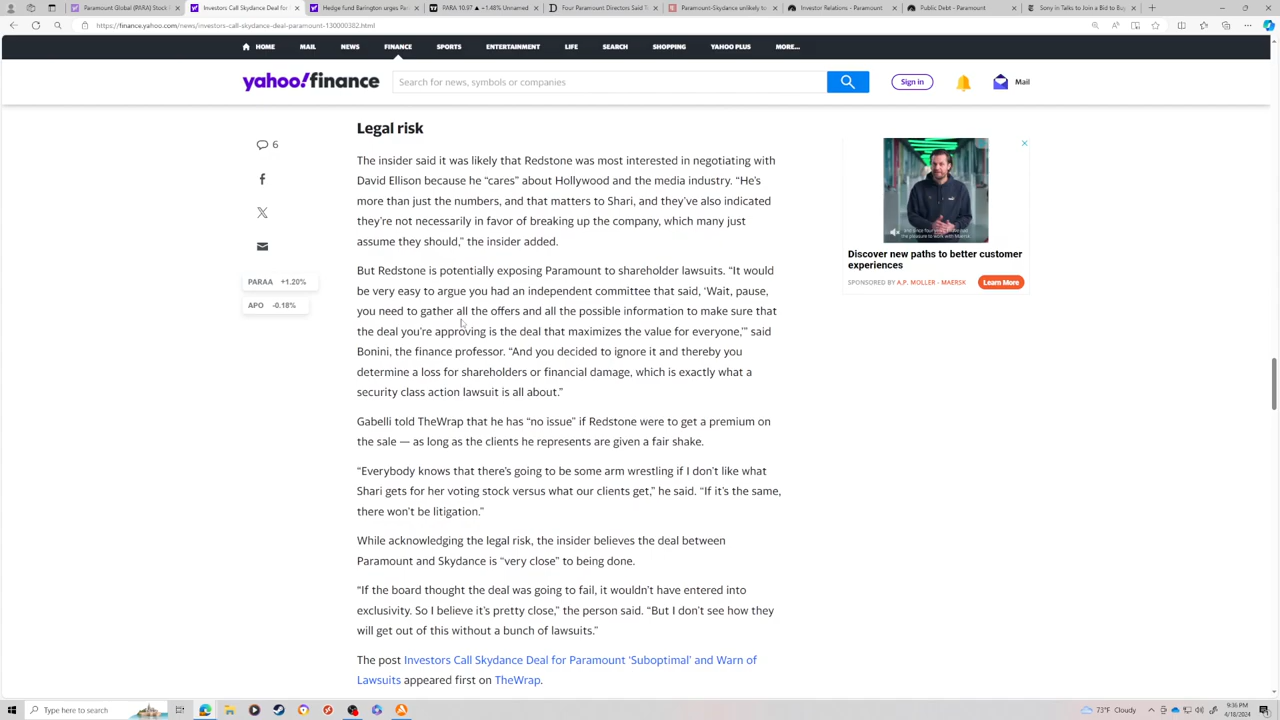 Paramount Global (PARA) Stock
Investors Call Skydance Deal for
Hedge fund Barington urges Par
PARA 10.97 ▲ +1.48% Unnamed
Four Paramount Directors Said T
Paramount-Skydance unlikely to
Investor Relations - Paramount
Public Debt - Paramount
Sony in Talks to Join a Bid to Bu
https://finance.yahoo.com/news/investors-call-skydance-deal-paramount-130000382.html
HOME MAIL NEWS FINANCE SPORTS ENTERTAINMENT LIFE SEARCH SHOPPING YAHOO PLUS MORE...
yahoo!finance
Search for news, symbols or companies
Sign in
Mail
6
PARAA +1.20%
APO -0.18%
Legal risk
The insider said it was likely that Redstone was most interested in negotiating with
David Ellison because he “cares” about Hollywood and the media industry. “He’s
more than just the numbers, and that matters to Shari, and they’ve also indicated
they’re not necessarily in favor of breaking up the company, which many just
assume they should,” the insider added.
But Redstone is potentially exposing Paramount to shareholder lawsuits. “It would
be very easy to argue you had an independent committee that said, ‘Wait, pause,
you need to gather all the offers and all the possible information to make sure that
the deal you’re approving is the deal that maximizes the value for everyone,’” said
Bonini, the finance professor. “And you decided to ignore it and thereby you
determine a loss for shareholders or financial damage, which is exactly what a
security class action lawsuit is all about.”
Gabelli told TheWrap that he has “no issue” if Redstone were to get a premium on
the sale — as long as the clients he represents are given a fair shake.
“Everybody knows that there’s going to be some arm wrestling if I don’t like what
Shari gets for her voting stock versus what our clients get,” he said. “If it’s the same,
there won’t be litigation.”
While acknowledging the legal risk, the insider believes the deal between
Paramount and Skydance is “very close” to being done.
“If the board thought the deal was going to fail, it wouldn’t have entered into
exclusivity. So I believe it’s pretty close,” the person said. “But I don’t see how they
will get out of this without a bunch of lawsuits.”
The post Investors Call Skydance Deal for Paramount ‘Suboptimal’ and Warn of
Lawsuits appeared first on TheWrap.
the pleasure to work with Maersk
Discover new paths to better customer
experiences
SPONSORED BY A.P. MOLLER - MAERSK
Learn More
Type here to search
73°F Cloudy
9:36 PM
4/18/2024